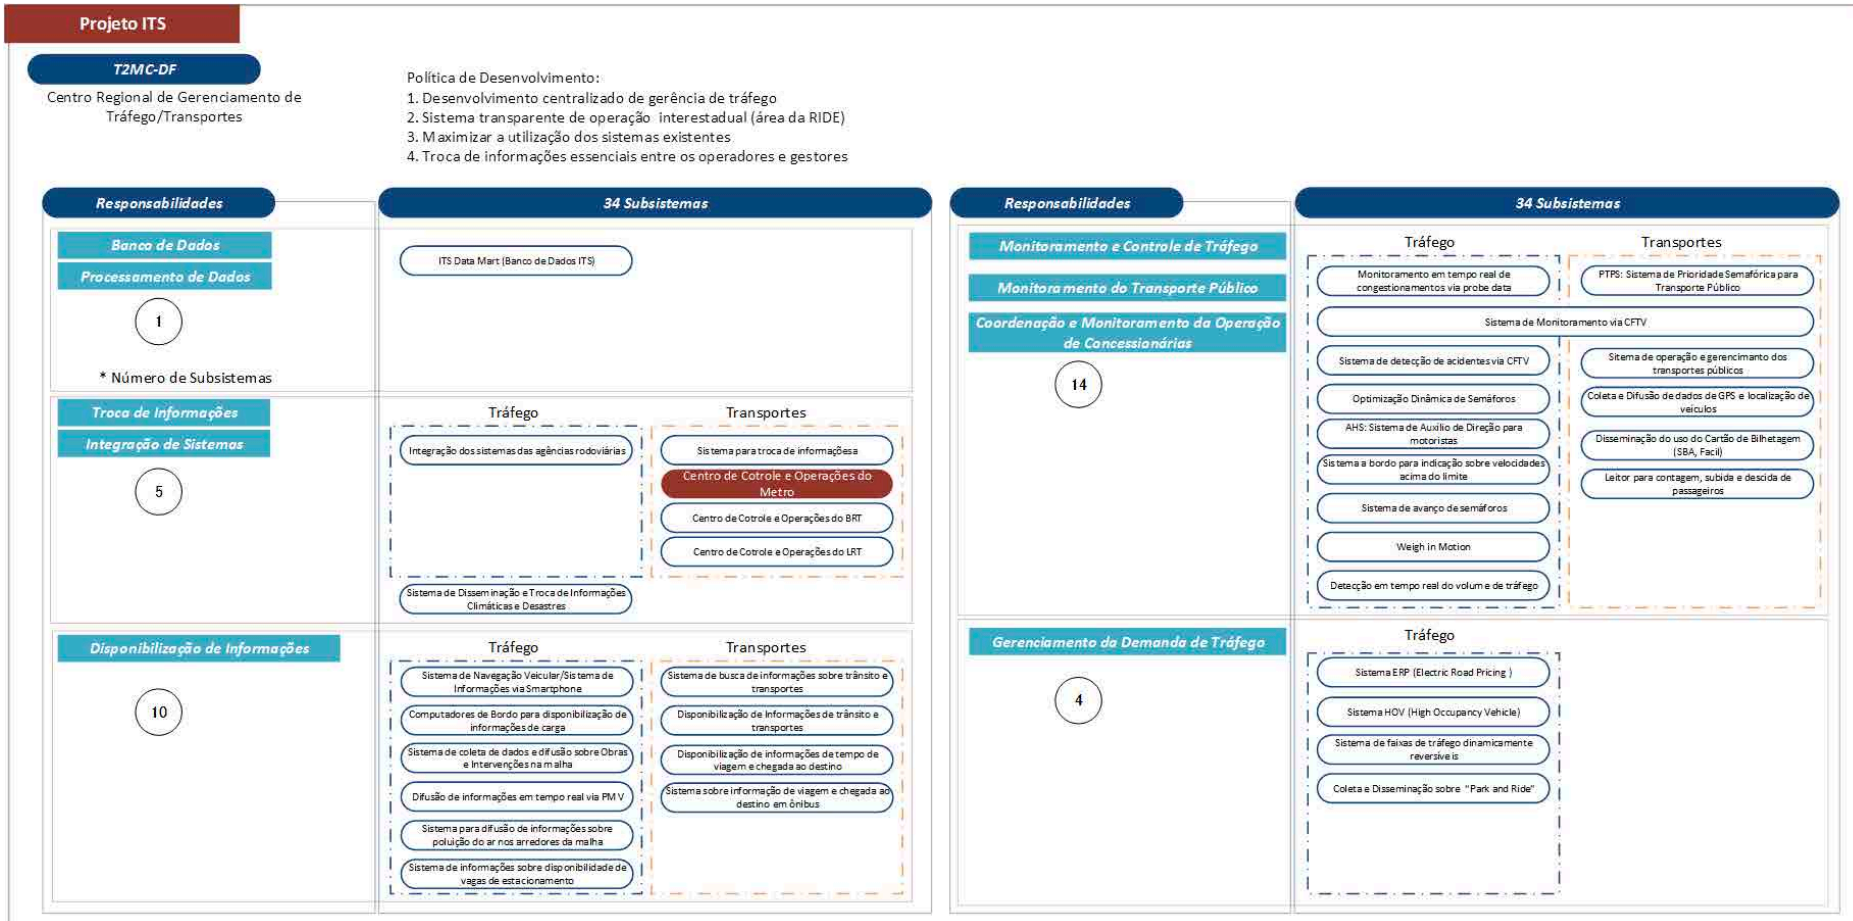 Projeto ITS
T2MC-DF
Centro Regional de Gerenciamento de
Tráfego/Transportes
Política de Desenvolvimento:
1. Desenvolvimento centralizado de gerência de tráfego
2. Sistema transparente de operação interestadual (área da RIDE)
3. Maximizar a utilização dos sistemas existentes
4. Troca de informações essenciais entre os operadores e gestores
Responsabilidades
34 Subsistemas
Banco de Dados
Processamento de Dados
1
* Número de Subsistemas
ITS Data Mart (Banco de Dados ITS)
Troca de Informações
Integração de Sistemas
5
Tráfego
Integração dos sistemas das agências rodoviárias
Sistema de Disseminação e Troca de Informações
Climáticas e Desastres
Transportes
Sistema para troca de informaçõesa
Centro de Cotrole e Operações do
Metro
Centro de Cotrole e Operações do BRT
Centro de Cotrole e Operações do LRT
Disponibilização de Informações
10
Tráfego
Sistema de Navegação Veicular/Sistema de
Informações via Smartphone
Computadores de Bordo para disponibilização de
informações de carga
Sistema de coleta de dados e difusão sobre Obras
e Intervenções na malha
Difusão de informações em tempo real via PMV
Sistema para difusão de informações sobre
poluição do ar nos arredores da malha
Sistema de informações sobre disponibilidade de
vagas de estacionamento
Transportes
Sistema de busca de informações sobre trânsito e
transportes
Disponibilização de Informações de trânsito e
transportes
Disponibilização de informações de tempo de
viagem e chegada ao destino
Sistema sobre informação de viagem e chegada ao
destino em ônibus
Responsabilidades
34 Subsistemas
Monitoramento e Controle de Tráfego
Monitoramento do Transporte Público
Coordenação e Monitoramento da Operação
de Concessionárias
14
Tráfego
Transportes
Monitoramento em tempo real de
congestionamentos via probe data
PTPS: Sistema de Prioridade Semafórica para
Transporte Público
Sistema de Monitoramento via CFTV
Sistema de detecção de acidentes via CFTV
Optimização Dinâmica de Semáforos
AHS: Sistema de Auxilio de Direção para
motoristas
Sistema a bordo para indicação sobre velocidades
acima do limite
Sistema de avanço de semáforos
Weigh in Motion
Detecção em tempo real do volume de tráfego
Sitema de operação e gerencimanto dos
transportes públicos
Coleta e Difusão de dados de GPS e localização de
veículos
Disseminação do uso do Cartão de Bilhetagem
(SBA, Facil)
Leitor para contagem, subida e descida de
passageiros
Gerenciamento da Demanda de Tráfego
4
Tráfego
Sistema ERP (Electric Road Pricing )
Sistema HOV (High Occupancy Vehicle)
Sistema de faixas de tráfego dinamicamente
reversíveis
Coleta e Disseminação sobre "Park and Ride"